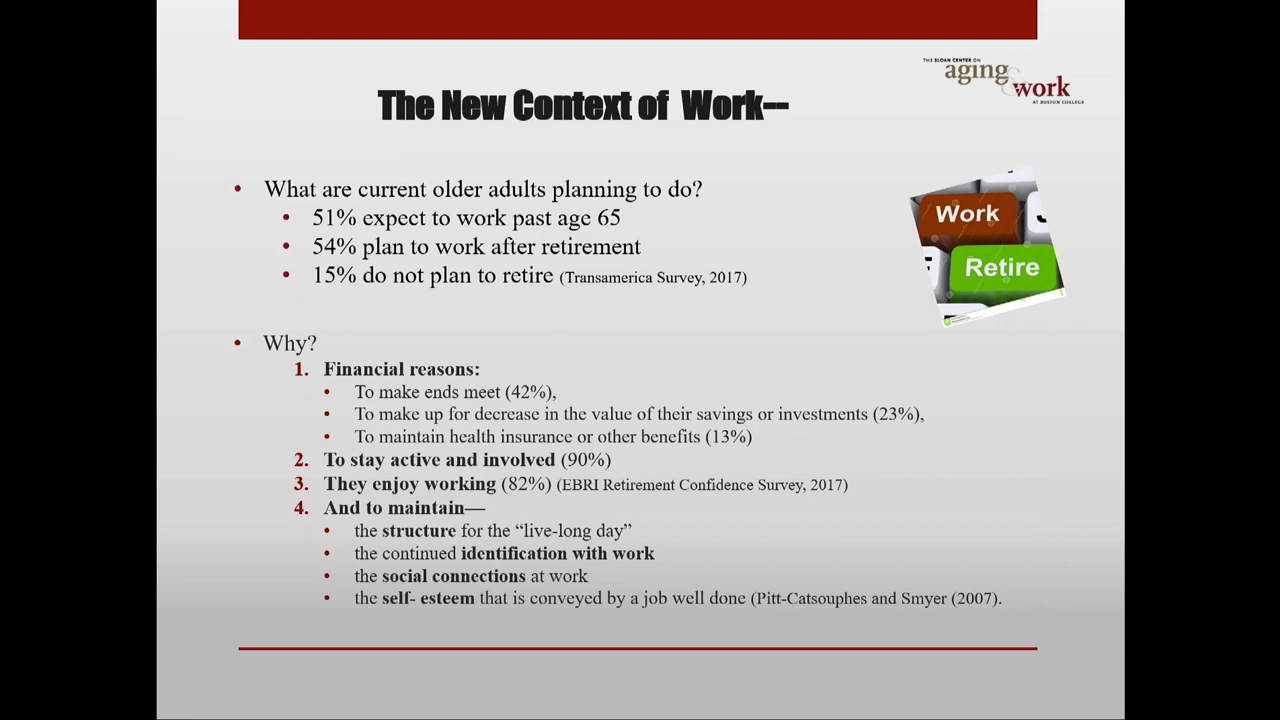 THE SLOAN CENTER ON
aging & work
AT BOSTON COLLEGE
The New Context of Work--
• What are current older adults planning to do?
• 51% expect to work past age 65
• 54% plan to work after retirement
• 15% do not plan to retire (Transamerica Survey, 2017)
Work
Retire
• Why?
1. Financial reasons:
• To make ends meet (42%),
• To make up for decrease in the value of their savings or investments (23%),
• To maintain health insurance or other benefits (13%)
2. To stay active and involved (90%)
3. They enjoy working (82%) (EBRI Retirement Confidence Survey, 2017)
4. And to maintain—
• the structure for the “live-long day”
• the continued identification with work
• the social connections at work
• the self- esteem that is conveyed by a job well done (Pitt-Catsouphes and Smyer (2007).